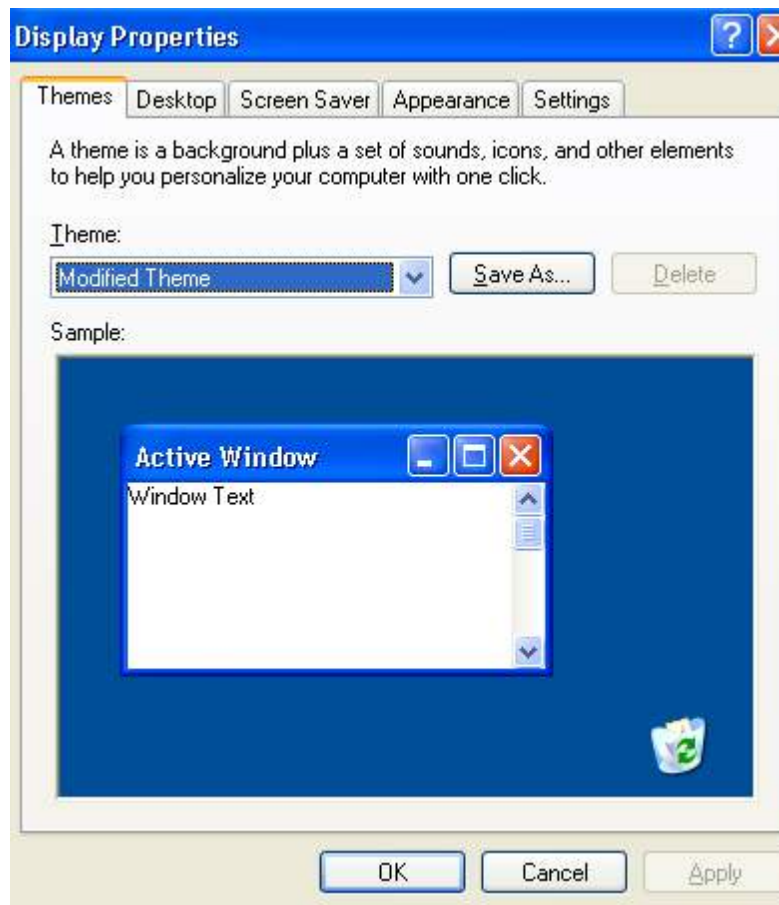 Display Properties
Themes Desktop Screen Saver Appearance Settings
A theme is a background plus a set of sounds, icons, and other elements
to help you personalize your computer with one click.
Theme:
Modified Theme Save As... Delete
Sample:
Active Window
Window Text
OK Cancel Apply